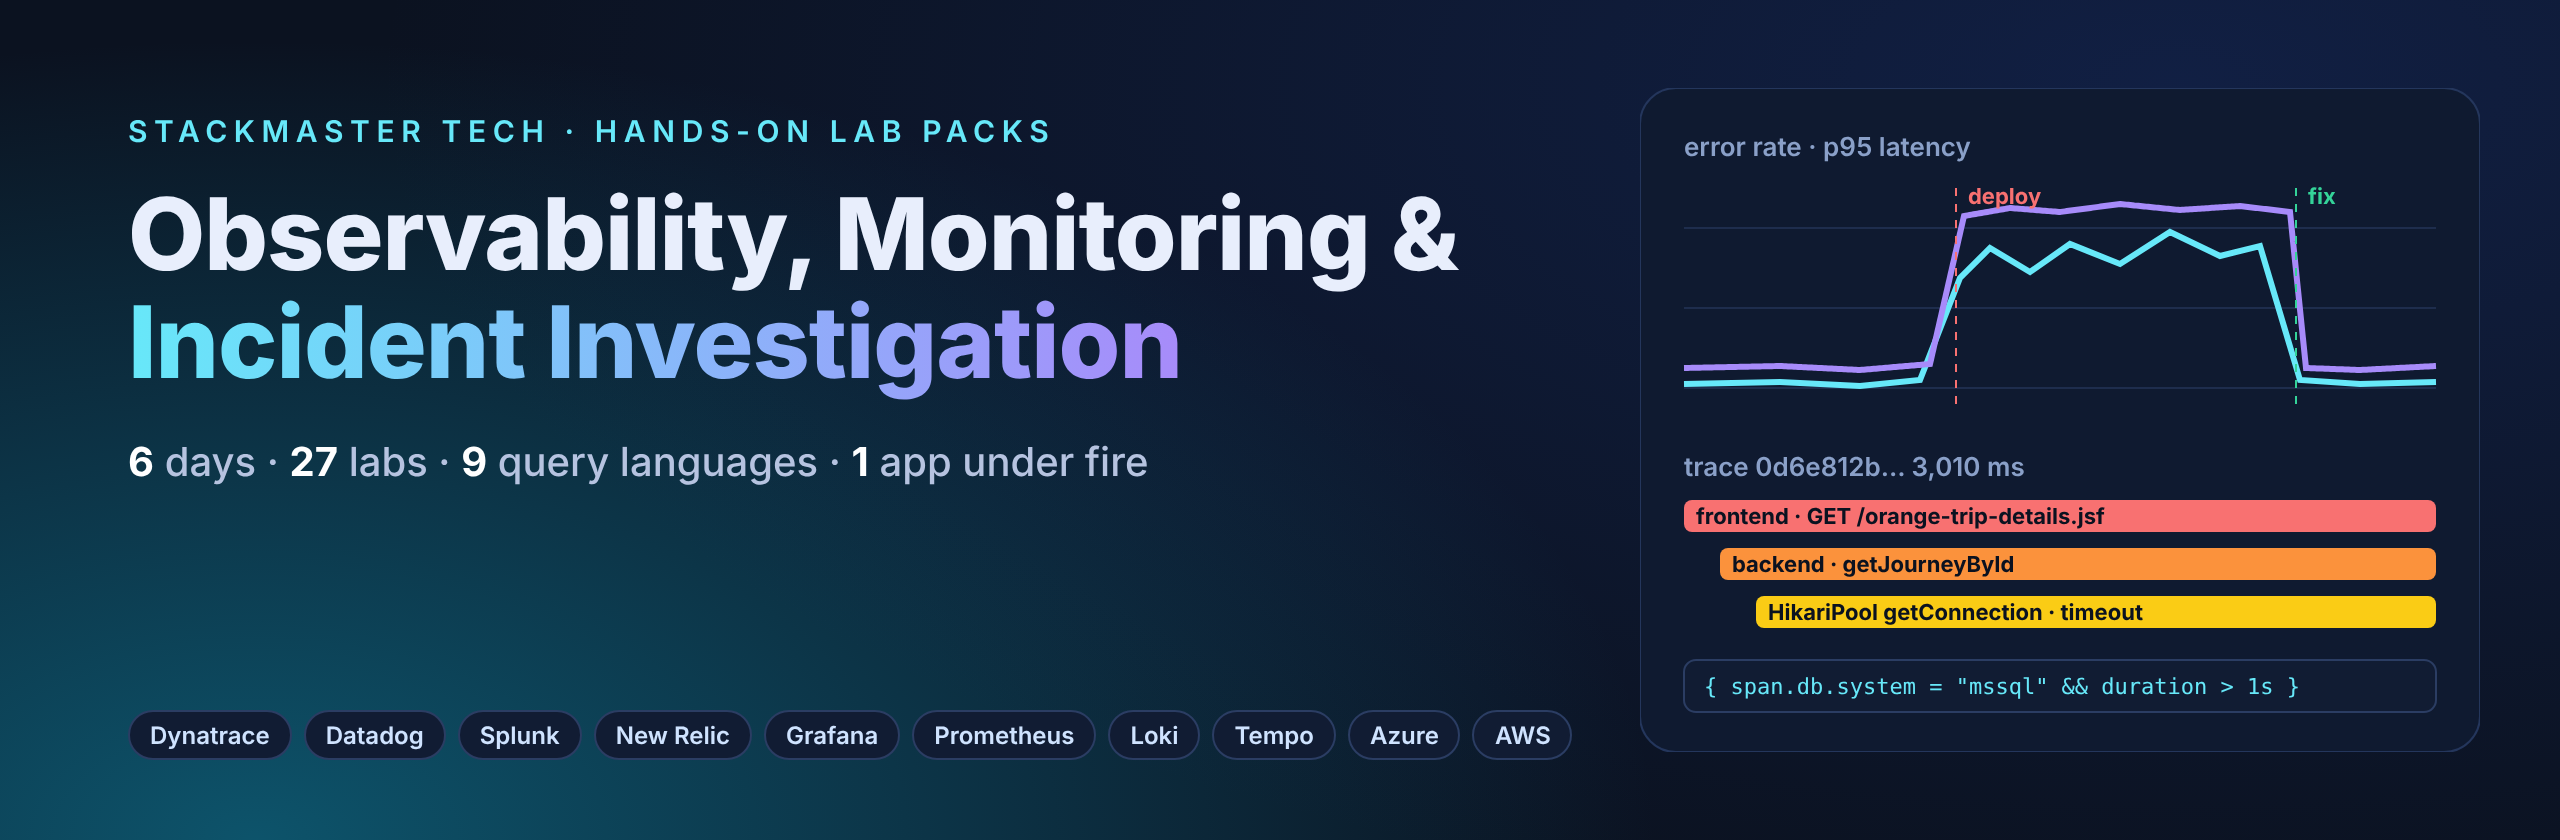 STACKMASTER TECH · HANDS-ON LAB PACKS
Observability, Monitoring &
Incident Investigation
6 days · 27 labs · 9 query languages · 1 app under fire
Dynatrace
Datadog
Splunk
New Relic
Grafana
Prometheus
Loki
Tempo
Azure
AWS
error rate · p95 latency
deploy
fix
trace 0d6e812b… 3,010 ms
frontend · GET /orange-trip-details.jsf
backend · getJourneyById
HikariPool getConnection · timeout
{ span.db.system = "mssql" && duration > 1s }